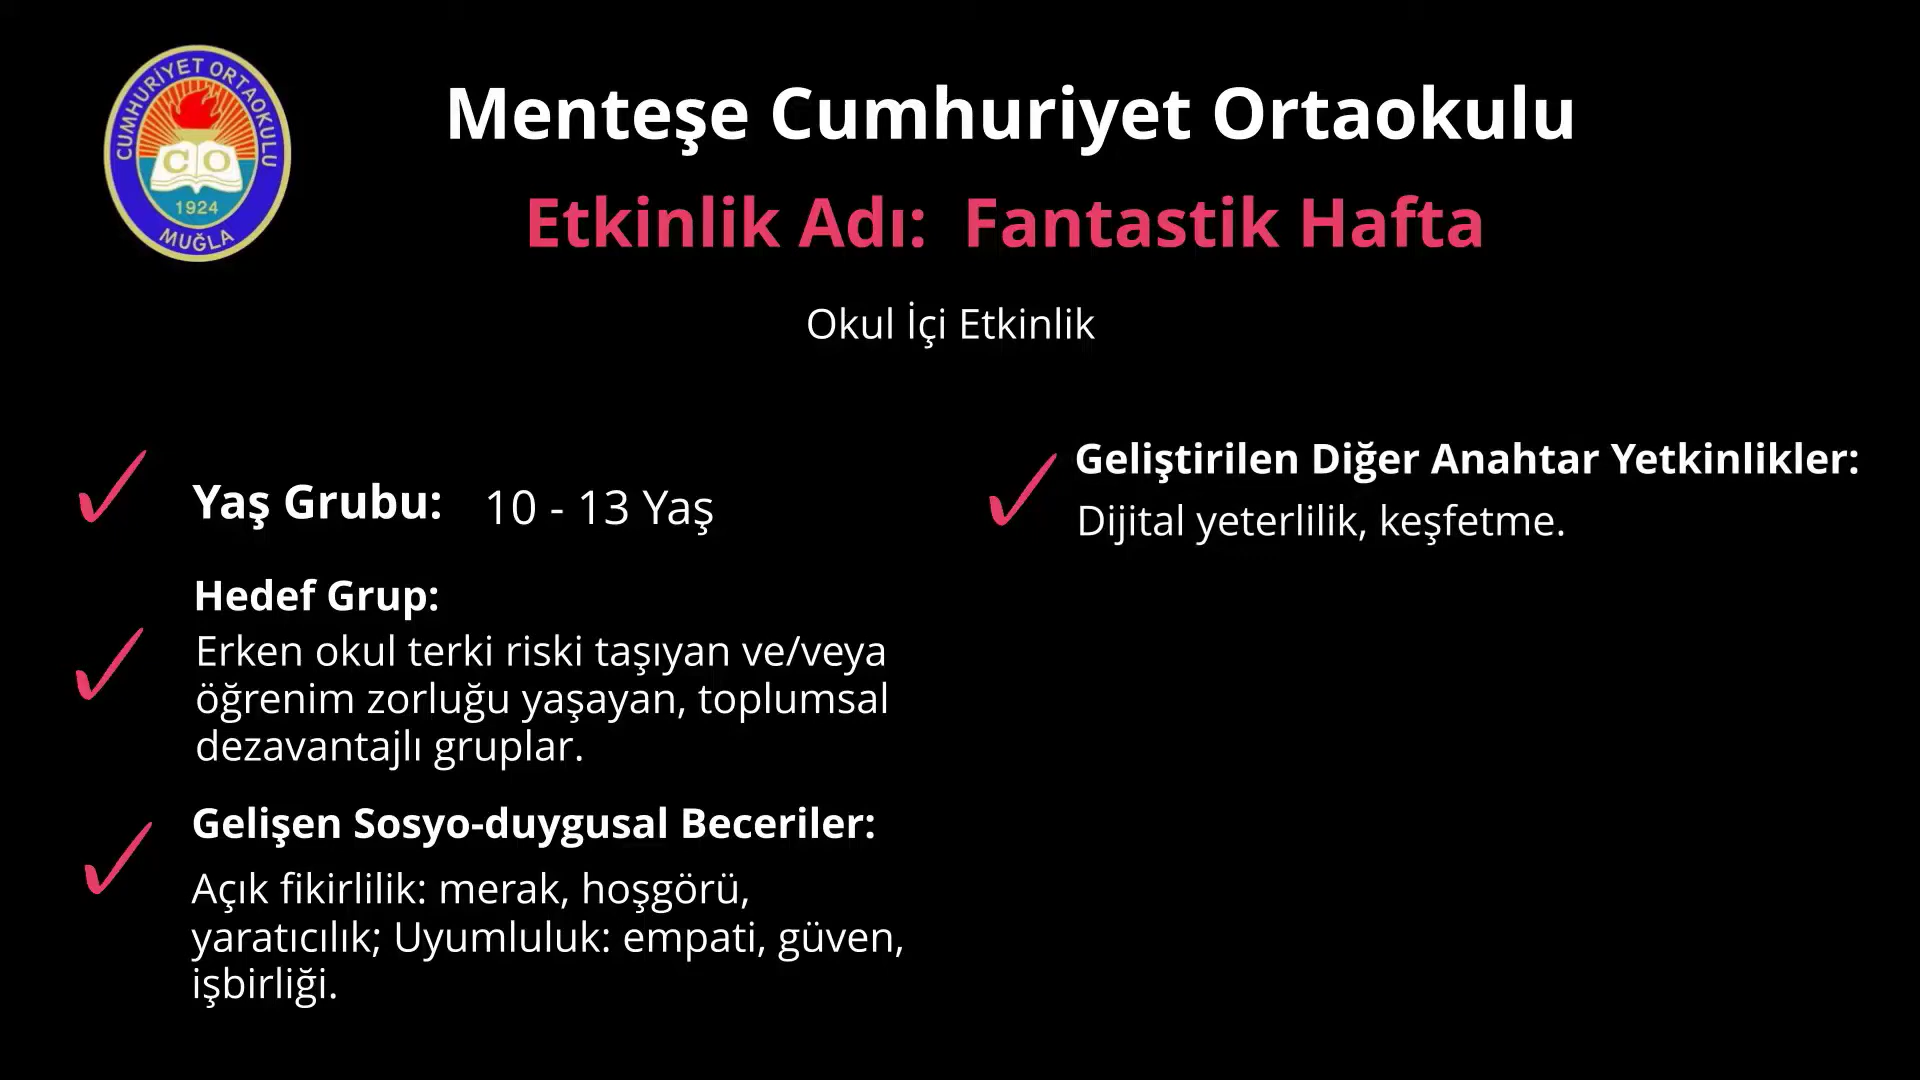 CUMHURİYET ORTAOKULU
CO
1924
MUĞLA
Menteşe Cumhuriyet Ortaokulu
Etkinlik Adı: Fantastik Hafta
Okul İçi Etkinlik
Yaş Grubu: 10 - 13 Yaş
Hedef Grup:
Erken okul terki riski taşıyan ve/veya
öğrenim zorluğu yaşayan, toplumsal
dezavantajlı gruplar.
Gelişen Sosyo-duygusal Beceriler:
Açık fikirlilik: merak, hoşgörü,
yaratıcılık; Uyumluluk: empati, güven,
işbirliği.
Geliştirilen Diğer Anahtar Yetkinlikler:
Dijital yeterlilik, keşfetme.